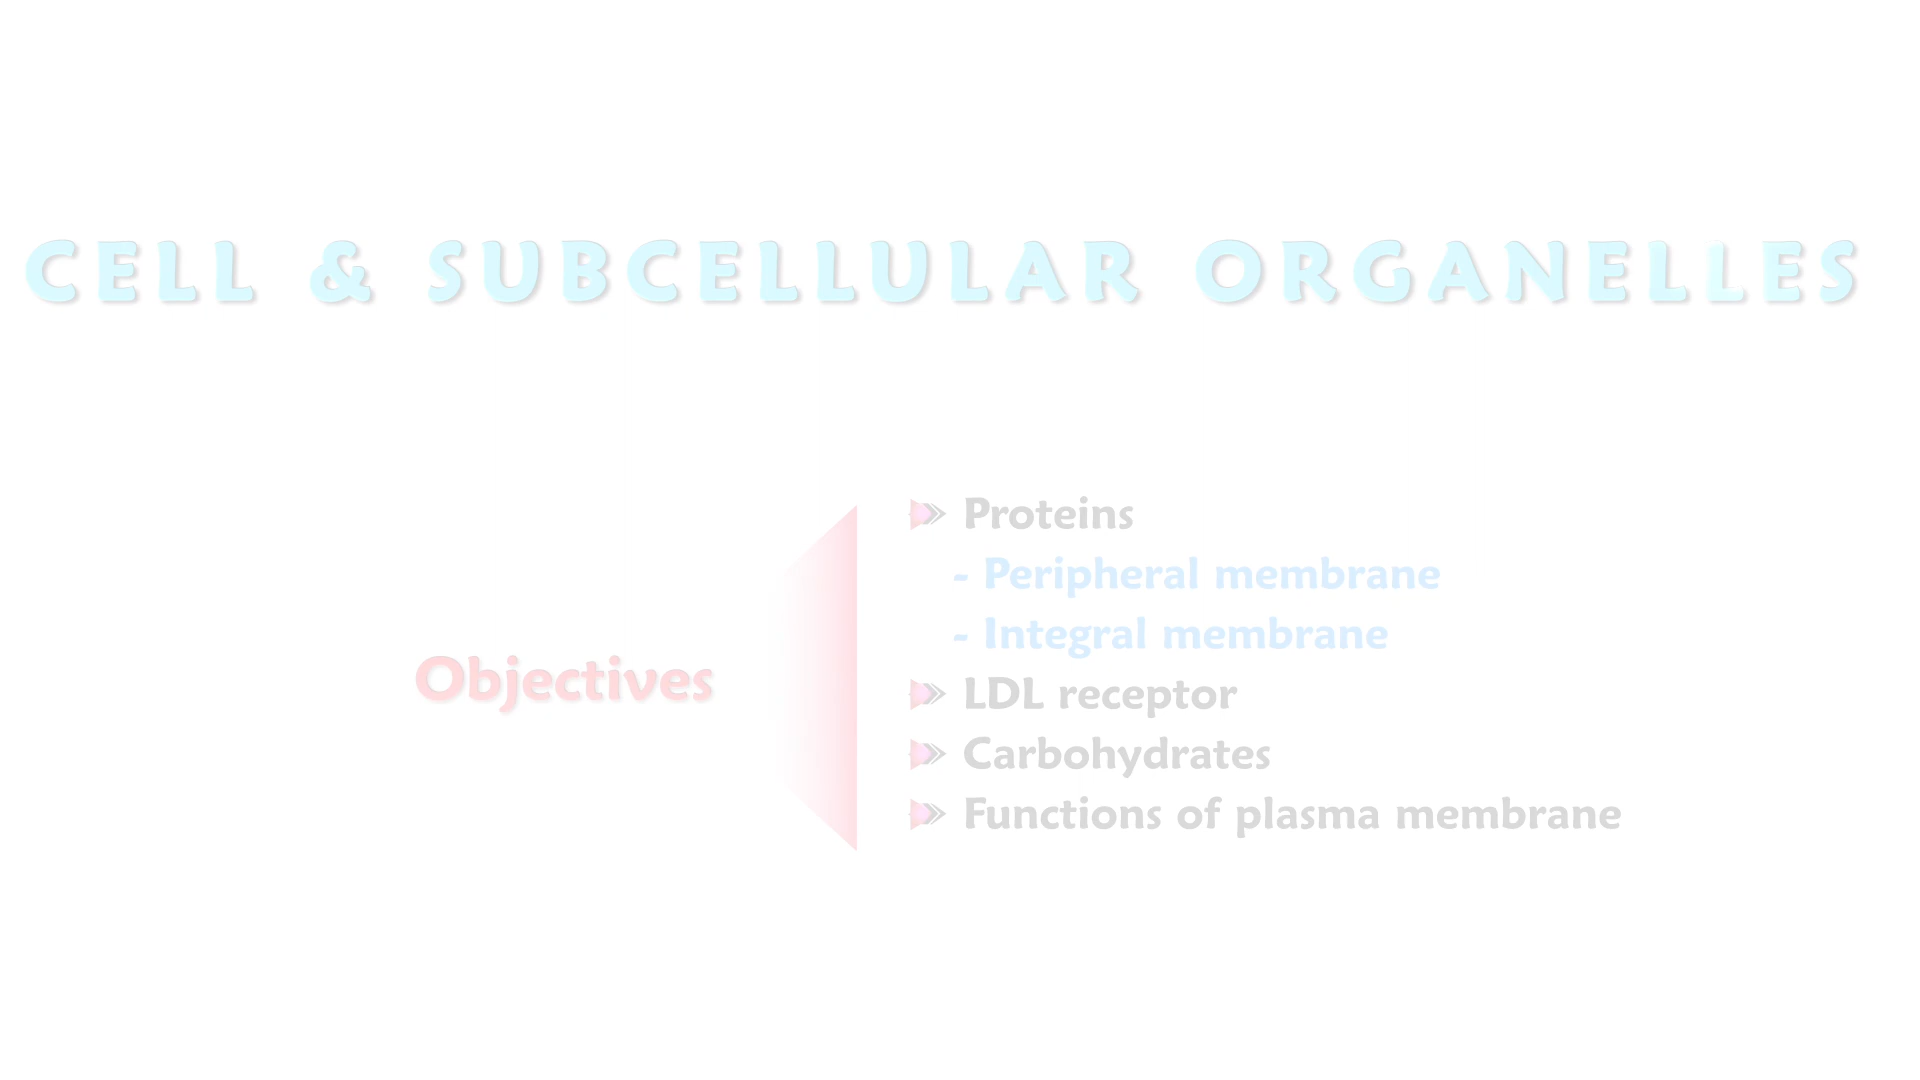 CELL & SUBCELLULAR ORGANELLES
Objectives
Proteins
- Peripheral membrane
- Integral membrane
LDL receptor
Carbohydrates
Functions of plasma membrane